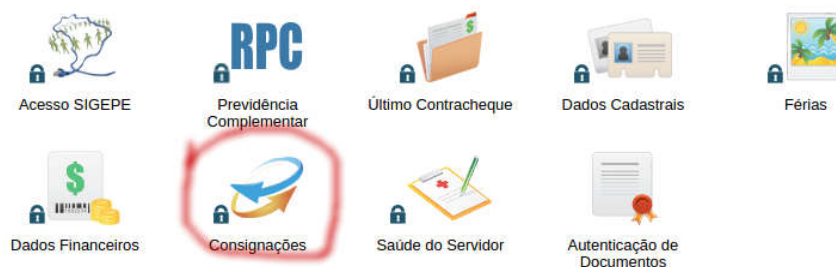 RPC
$
Acesso SIGEPE
Previdência
Complementar
Último Contracheque
Dados Cadastrais
Férias
$
Dados Financeiros
Consignações
Saúde do Servidor
Autenticação de
Documentos